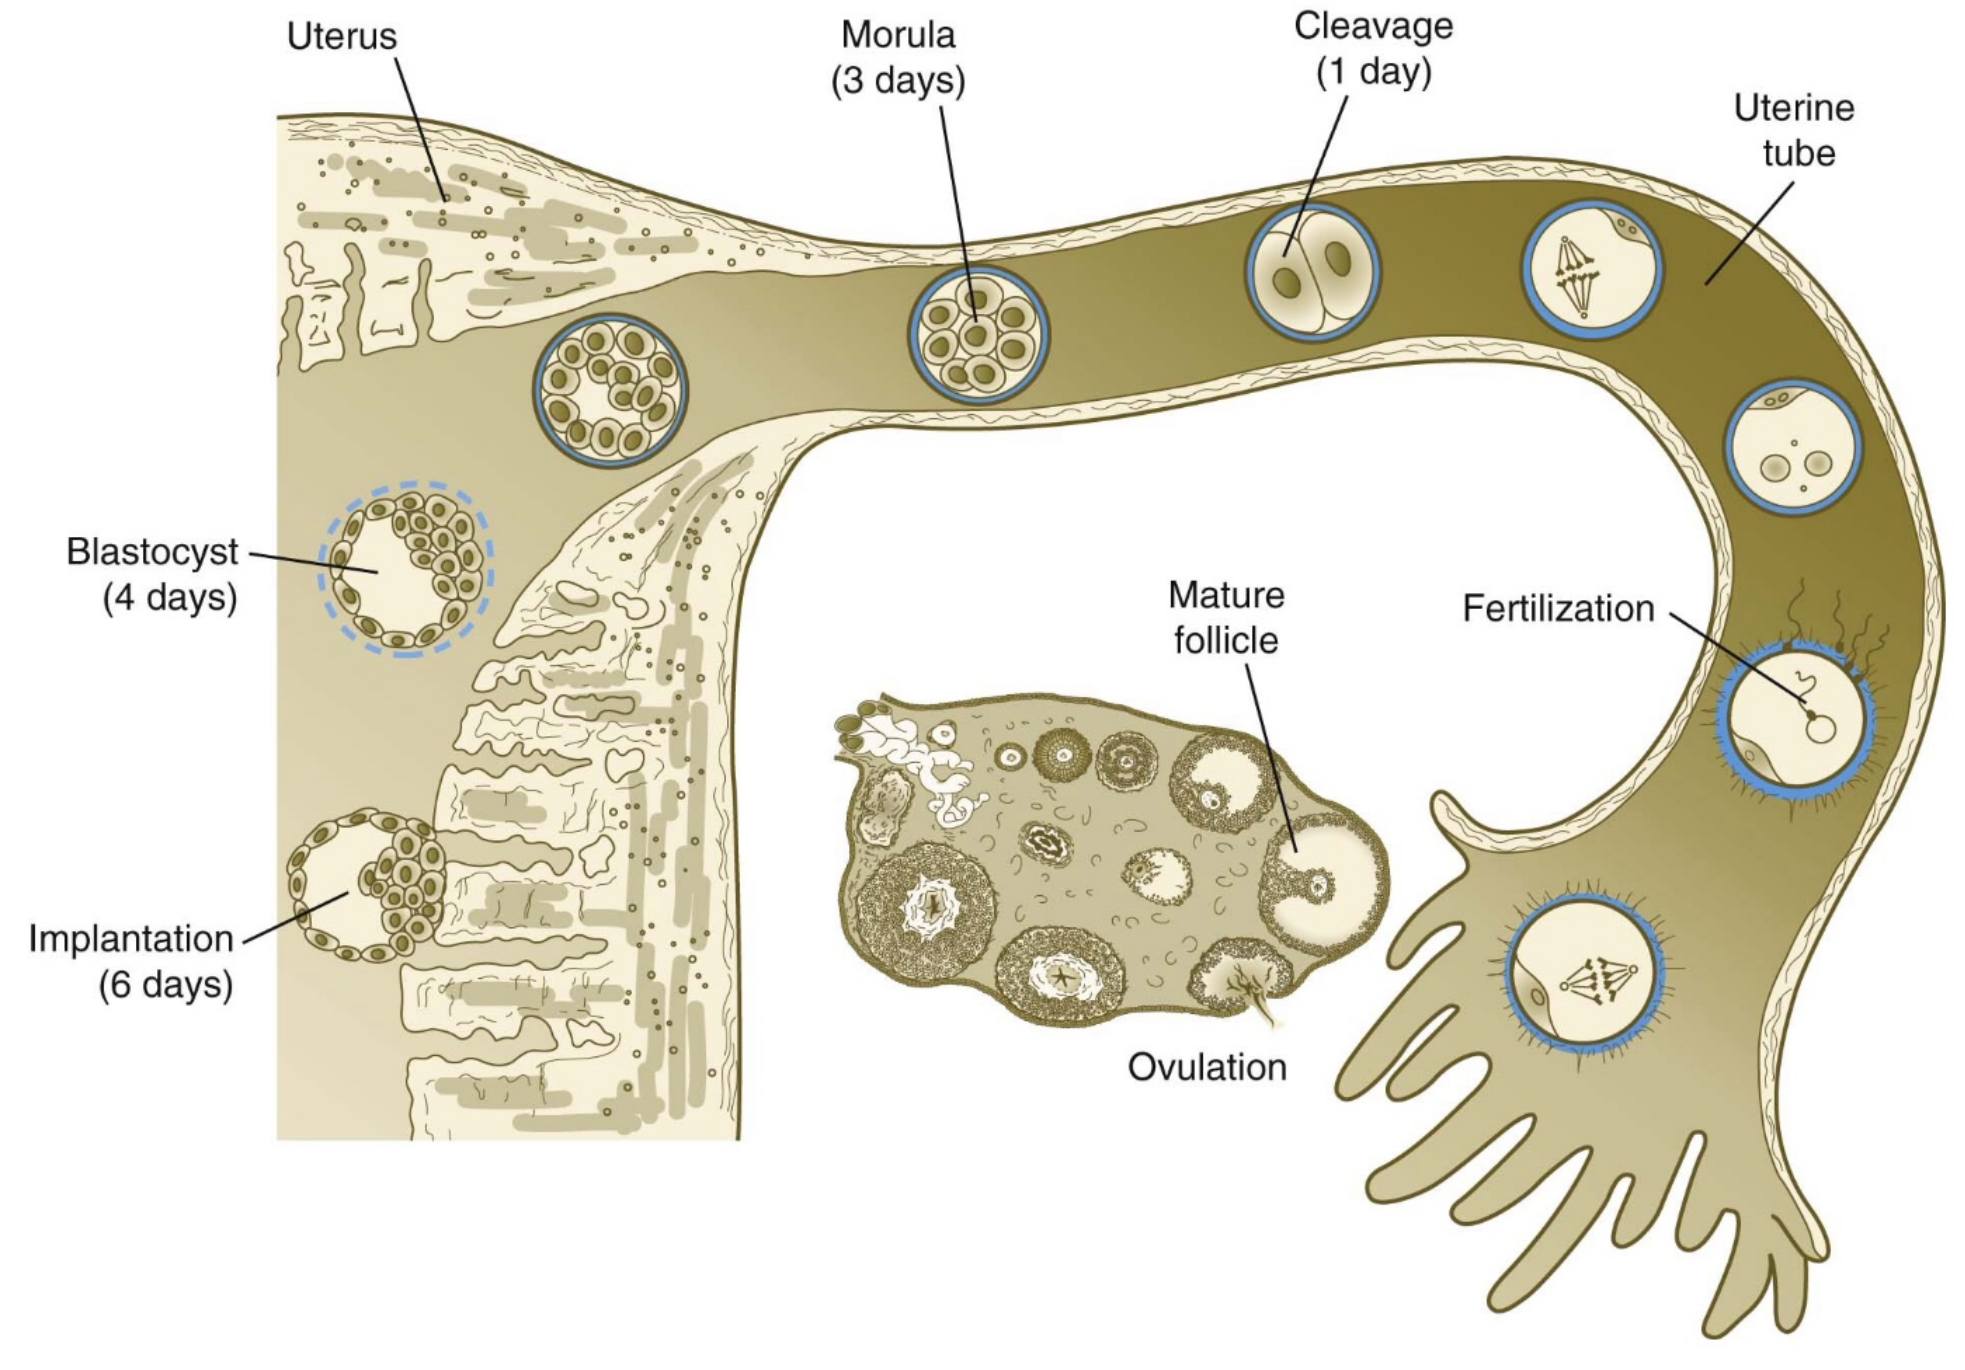 Uterus
Morula
(3 days)
Cleavage
(1 day)
Uterine
tube
Blastocyst
(4 days)
Mature
follicle
Fertilization
Implantation
(6 days)
Ovulation